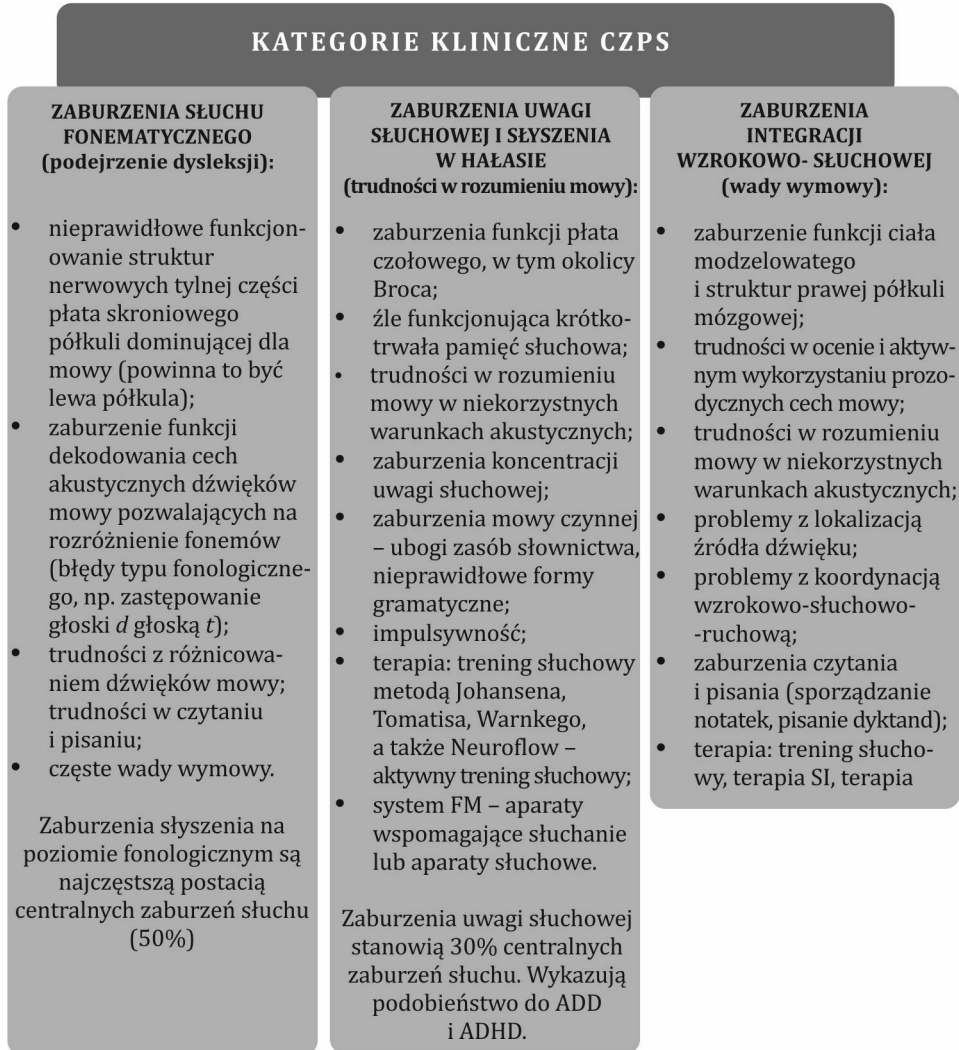 KATEGORIE KLINICZNE CZPS
ZABURZENIA SŁUCHU
FONEMATYCZNEGO
(podejrzenie dysleksji):
• nieprawidłowe funkcjon-
owanie struktur
nerwowych tylnej części
płata skroniowego
półkuli dominującej dla
mowy (powinna to być
lewa półkula);
• zaburzenie funkcji
dekodowania cech
akustycznych dźwięków
mowy pozwalających na
rozróżnienie fonemów
(błędy typu fonologiczne-
go, np. zastępowanie
głoski d głoską t);
• trudności z różnicowa-
niem dźwięków mowy;
trudności w czytaniu
i pisaniu;
• częste wady wymowy.
Zaburzenia słyszenia na
poziomie fonologicznym są
najczęstszą postacią
centralnych zaburzeń słuchu
(50%)
ZABURZENIA UWAGI
SŁUCHOWEJ I SŁYSZENIA
W HAŁASIE
(trudności w rozumieniu mowy):
• zaburzenia funkcji płata
czołowego, w tym okolicy
Broca;
• źle funkcjonująca krótko-
trwała pamięć słuchowa;
• trudności w rozumieniu
mowy w niekorzystnych
warunkach akustycznych;
• zaburzenia koncentracji
uwagi słuchowej;
• zaburzenia mowy czynnej
– ubogi zasób słownictwa,
nieprawidłowe formy
gramatyczne;
• impulsywność;
• terapia: trening słuchowy
metodą Johansena,
Tomatisa, Warnkego,
a także Neuroflow –
aktywny trening słuchowy;
• system FM – aparaty
wspomagające słuchanie
lub aparaty słuchowe.
Zaburzenia uwagi słuchowej
stanowią 30% centralnych
zaburzeń słuchu. Wykazują
podobieństwo do ADD
i ADHD.
ZABURZENIA
INTEGRACJI
WZROKOWO- SŁUCHOWEJ
(wady wymowy):
• zaburzenie funkcji ciała
modzelowatego
i struktur prawej półkuli
mózgowej;
• trudności w ocenie i akty-
wnym wykorzystaniu prozo-
dycznych cech mowy;
• trudności w rozumieniu
mowy w niekorzystnych
warunkach akustycznych;
• problemy z lokalizacją
źródła dźwięku;
• problemy z koordynacją
wzrokowo-słuchowo-
-ruchową;
• zaburzenia czytania
i pisania (sporządzanie
notatek, pisanie dyktand);
• terapia: trening słucho-
wy, terapia SI, terapia